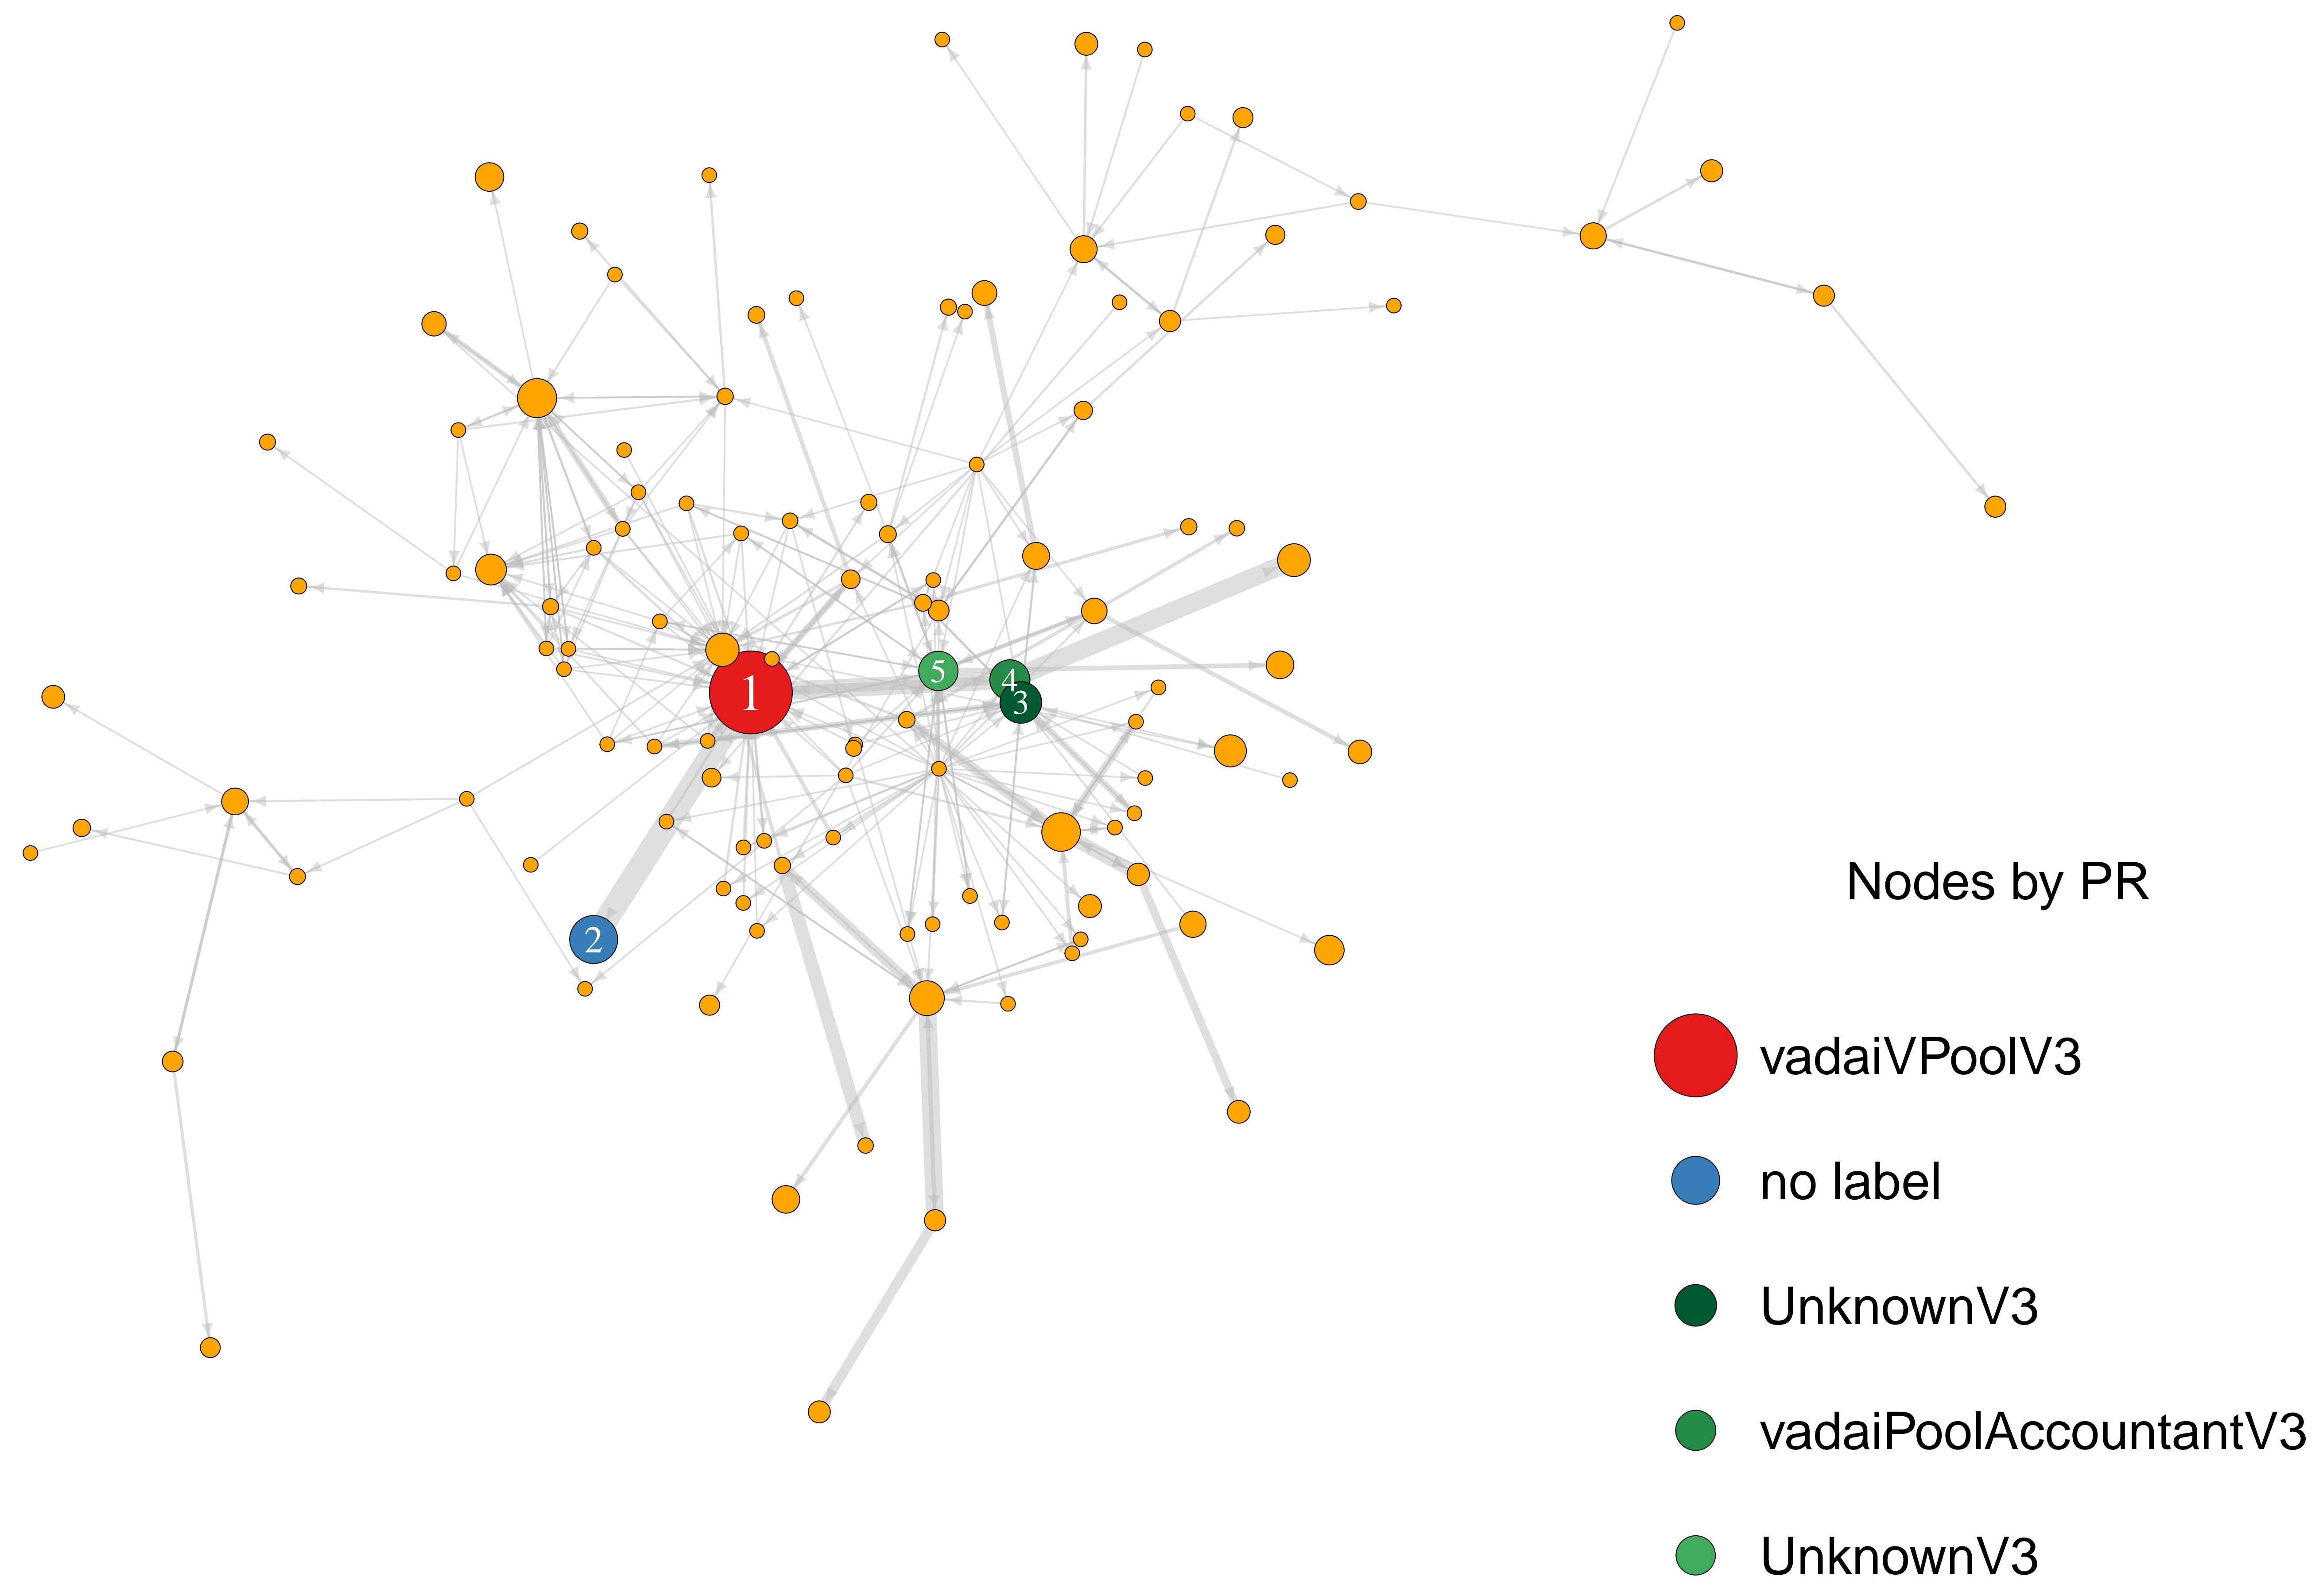 5
4
3
1
2
Nodes by PR
vadaiVPoolV3
no label
UnknownV3
vadaiPoolAccountantV3
UnknownV3